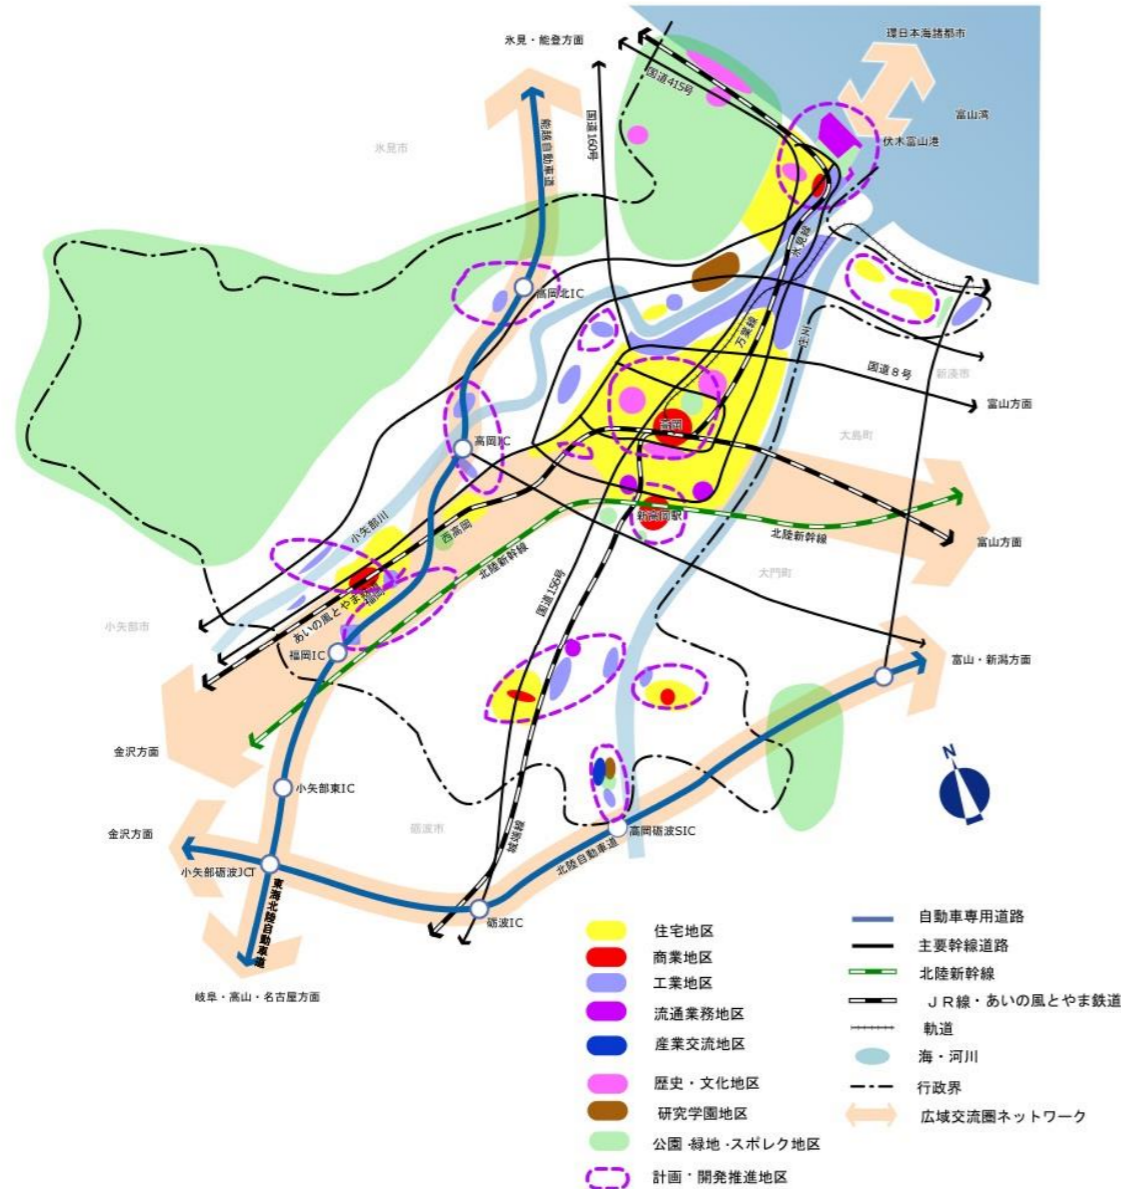 氷見・能登方面
環日本海諸都市
国道415号
富山湾
国道160号
伏木富山港
能越自動車道
氷見市
氷見線
高岡北IC
万葉線
庄川
国道８号
新湊市
富山方面
高岡
大島町
高岡IC
小矢部川
西高岡
新高岡駅
北陸新幹線
北陸新幹線
富山方面
大門町
国道156号
福岡
あいの風とやま鉄道
小矢部市
福岡IC
富山・新潟方面
金沢方面
N
小矢部東IC
金沢方面
砺波市
城端線
高岡砺波SIC
北陸自動車道
小矢部砺波JCT
東海北陸自動車道
砺波IC
岐阜・高山・名古屋方面
住宅地区
商業地区
工業地区
流通業務地区
産業交流地区
歴史・文化地区
研究学園地区
公園・緑地・スポレク地区
計画・開発推進地区
自動車専用道路
主要幹線道路
北陸新幹線
ＪＲ線・あいの風とやま鉄道
軌道
海・河川
行政界
広域交流圏ネットワーク